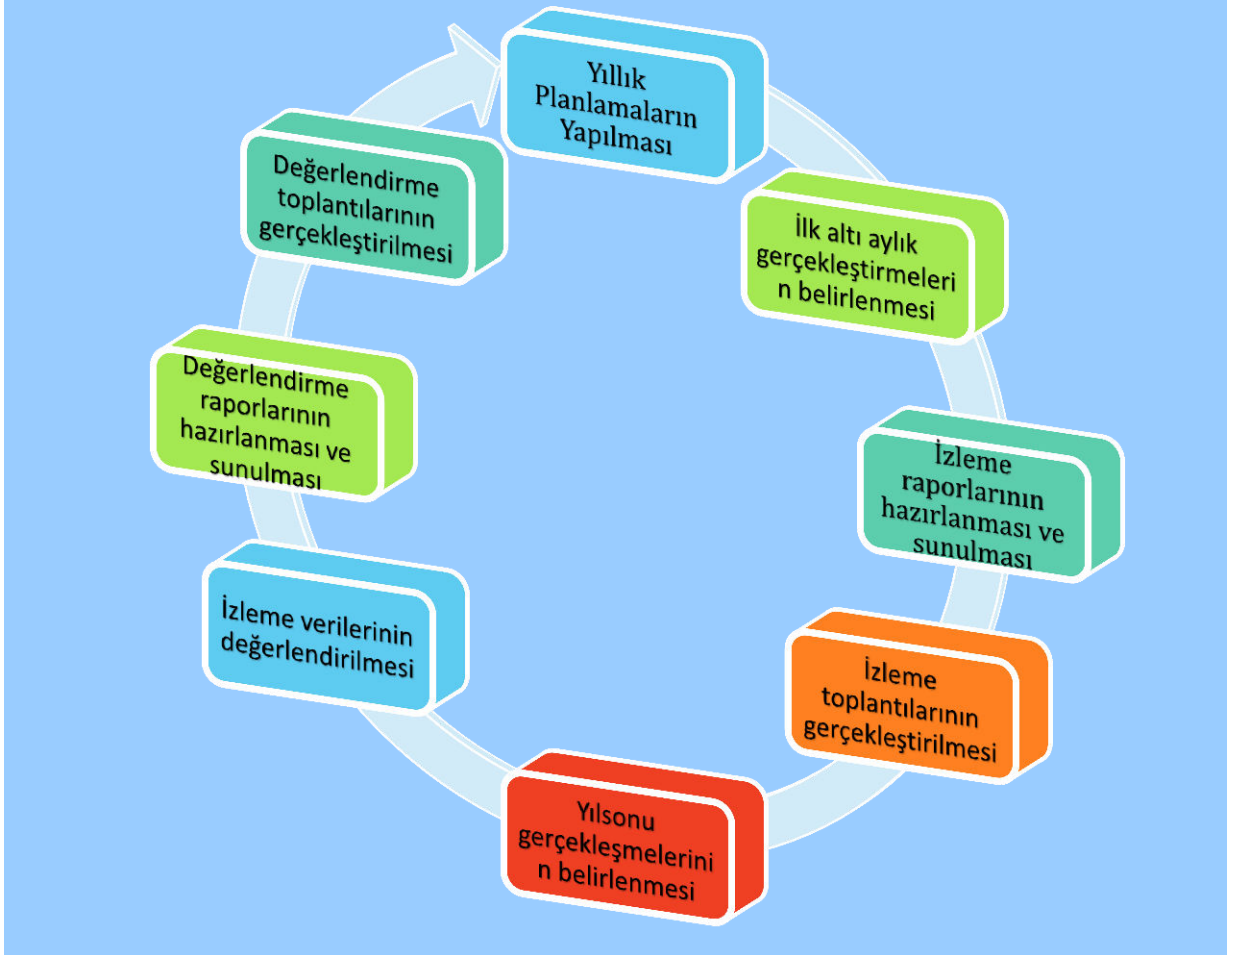 Yıllık
Planlamaların
Yapılması
İlk altı aylık
gerçekleştirmeleri
n belirlenmesi
İzleme
raporlarının
hazırlanması ve
sunulması
İzleme
toplantılarının
gerçekleştirilmesi
Yılsonu
gerçekleşmelerini
n belirlenmesi
İzleme verilerinin
değerlendirilmesi
Değerlendirme
raporlarının
hazırlanması ve
sunulması
Değerlendirme
toplantılarının
gerçekleştirilmesi